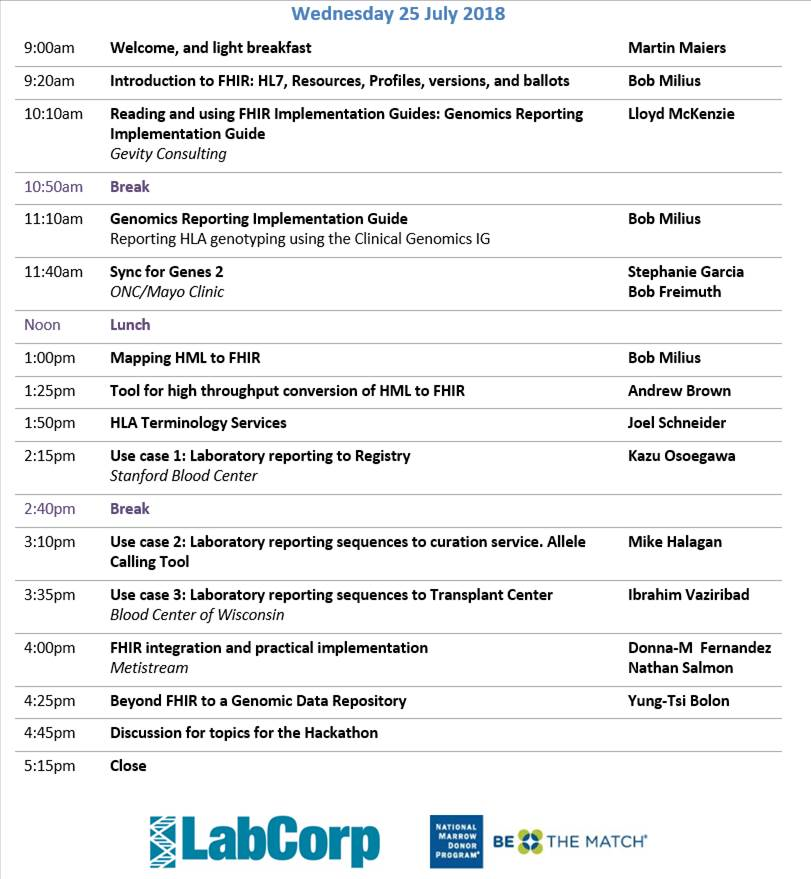 Wednesday 25 July 2018
9:00am Welcome, and light breakfast Martin Maiers
9:20am Introduction to FHIR: HL7, Resources, Profiles, versions, and ballots Bob Milius
10:10am Reading and using FHIR Implementation Guides: Genomics Reporting Lloyd McKenzie
Implementation Guide
Gevity Consulting
10:50am Break
11:10am Genomics Reporting Implementation Guide Bob Milius
Reporting HLA genotyping using the Clinical Genomics IG
11:40am Sync for Genes 2 Stephanie Garcia
ONC/Mayo Clinic Bob Freimuth
Noon Lunch
1:00pm Mapping HML to FHIR Bob Milius
1:25pm Tool for high throughput conversion of HML to FHIR Andrew Brown
1:50pm HLA Terminology Services Joel Schneider
2:15pm Use case 1: Laboratory reporting to Registry Kazu Osoegawa
Stanford Blood Center
2:40pm Break
3:10pm Use case 2: Laboratory reporting sequences to curation service. Allele Mike Halagan
Calling Tool
3:35pm Use case 3: Laboratory reporting sequences to Transplant Center Ibrahim Vaziribad
Blood Center of Wisconsin
4:00pm FHIR integration and practical implementation Donna-M Fernandez
Metistream Nathan Salmon
4:25pm Beyond FHIR to a Genomic Data Repository Yung-Tsi Bolon
4:45pm Discussion for topics for the Hackathon
5:15pm Close
LabCorp
NATIONAL
MARROW
DONOR
PROGRAM®
BE THE MATCH®